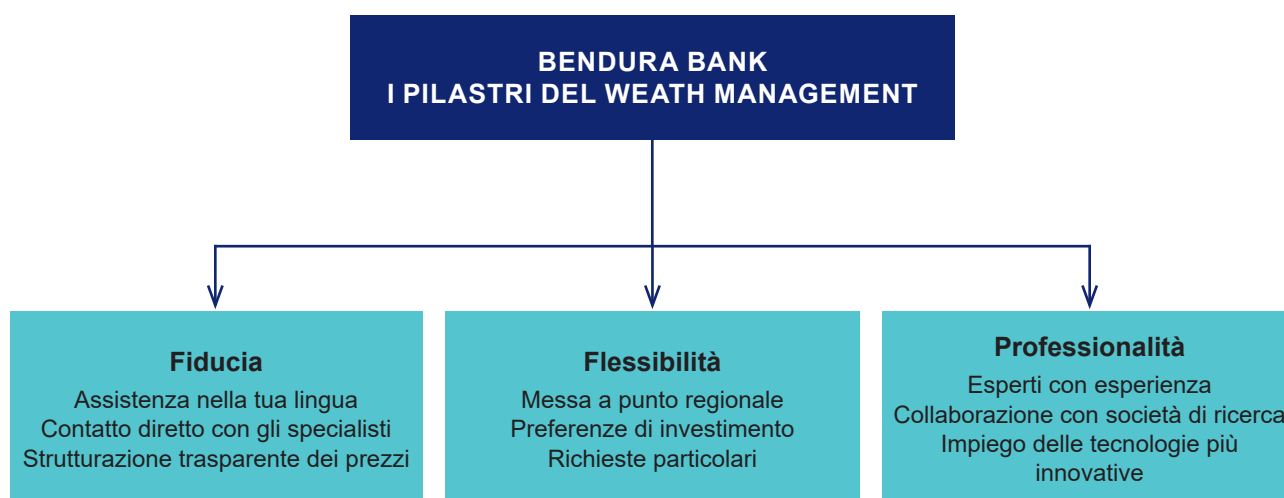 BENDURA BANK
I PILASTRI DEL WEATH MANAGEMENT
Fiducia
Assistenza nella tua lingua
Contatto diretto con gli specialisti
Strutturazione trasparente dei prezzi
Flessibilità
Messa a punto regionale
Preferenze di investimento
Richieste particolari
Professionalità
Esperti con esperienza
Collaborazione con società di ricerca
Impiego delle tecnologie più
innovative